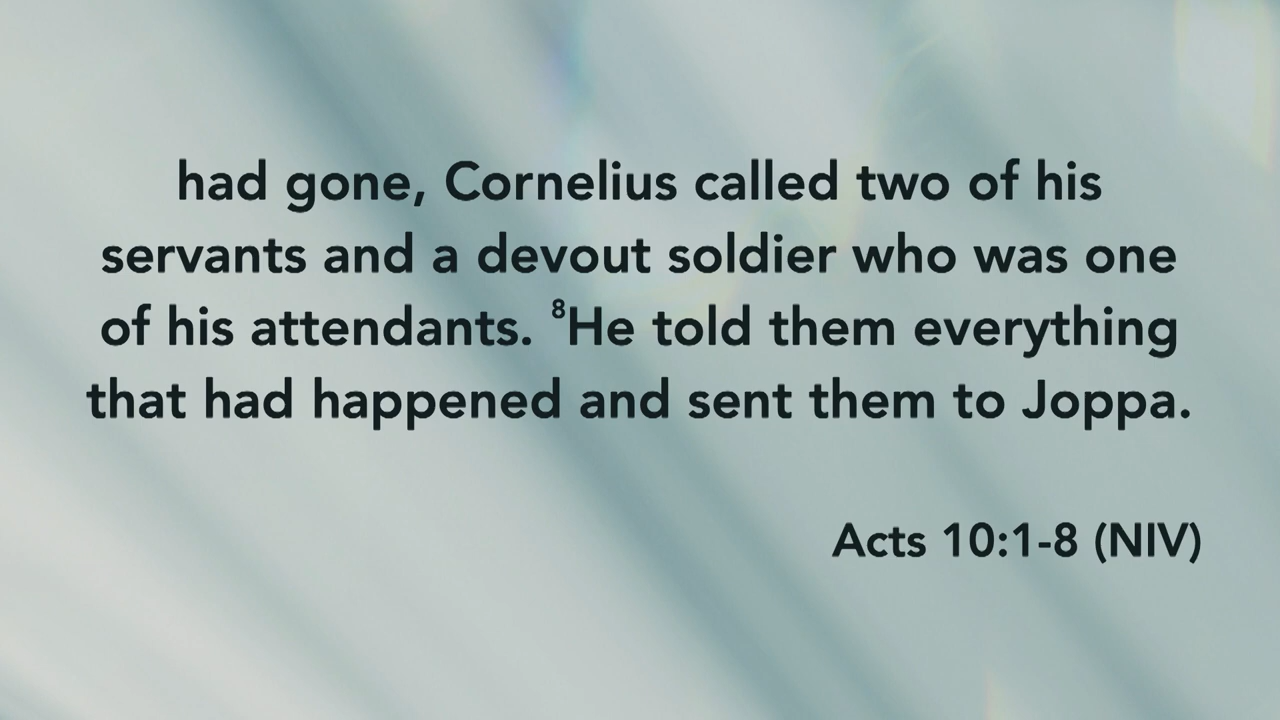 had gone, Cornelius called two of his
servants and a devout soldier who was one
of his attendants. ⁸He told them everything
that had happened and sent them to Joppa.
Acts 10:1-8 (NIV)